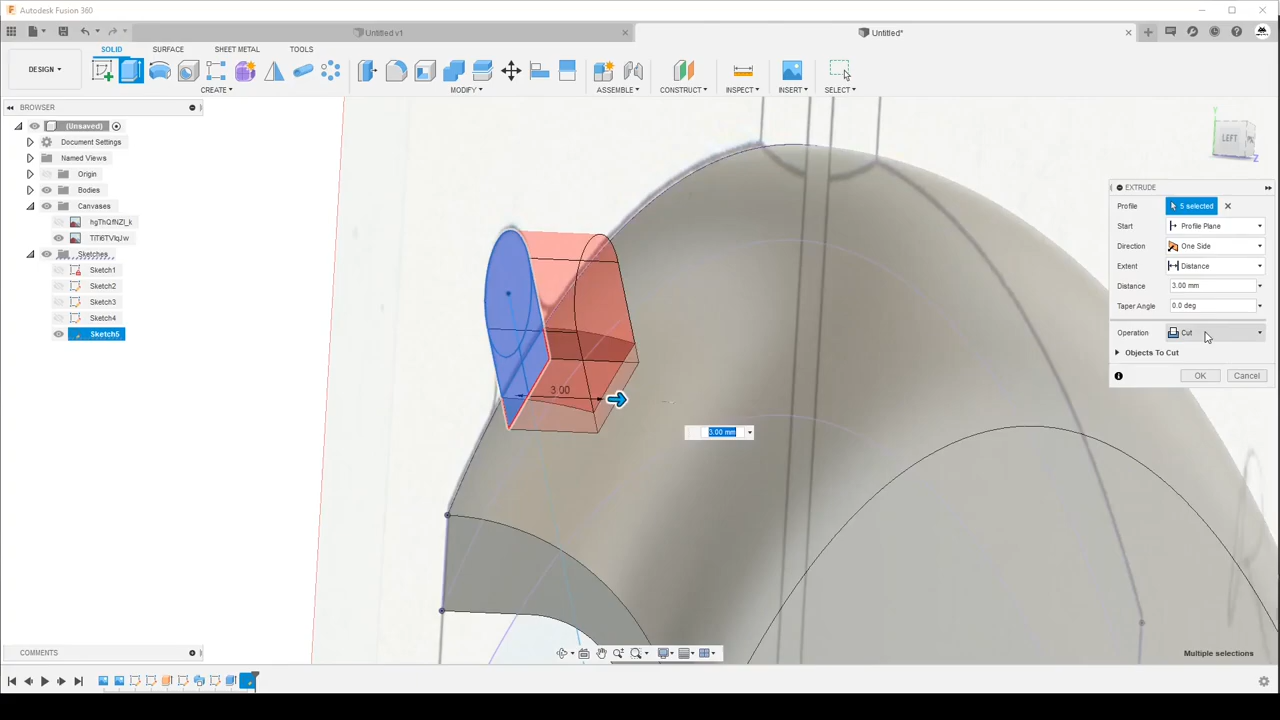 Autodesk Fusion 360
Untitled v1
Untitled*
DESIGN
SOLID
SURFACE
SHEET METAL
TOOLS
CREATE
MODIFY
ASSEMBLE
CONSTRUCT
INSPECT
INSERT
SELECT
BROWSER
(Unsaved)
Document Settings
Named Views
Origin
Bodies
Canvases
hgThQfNZl_k
TiTi6TVIqJw
Sketches
Sketch1
Sketch2
Sketch3
Sketch4
Sketch5
LEFT
Y
Z
EXTRUDE
Profile 5 selected
Start Profile Plane
Direction One Side
Extent Distance
Distance 3.00 mm
Taper Angle 0.0 deg
Operation Cut
Objects To Cut
OK Cancel
3.00
3.00 mm
COMMENTS
Multiple selections